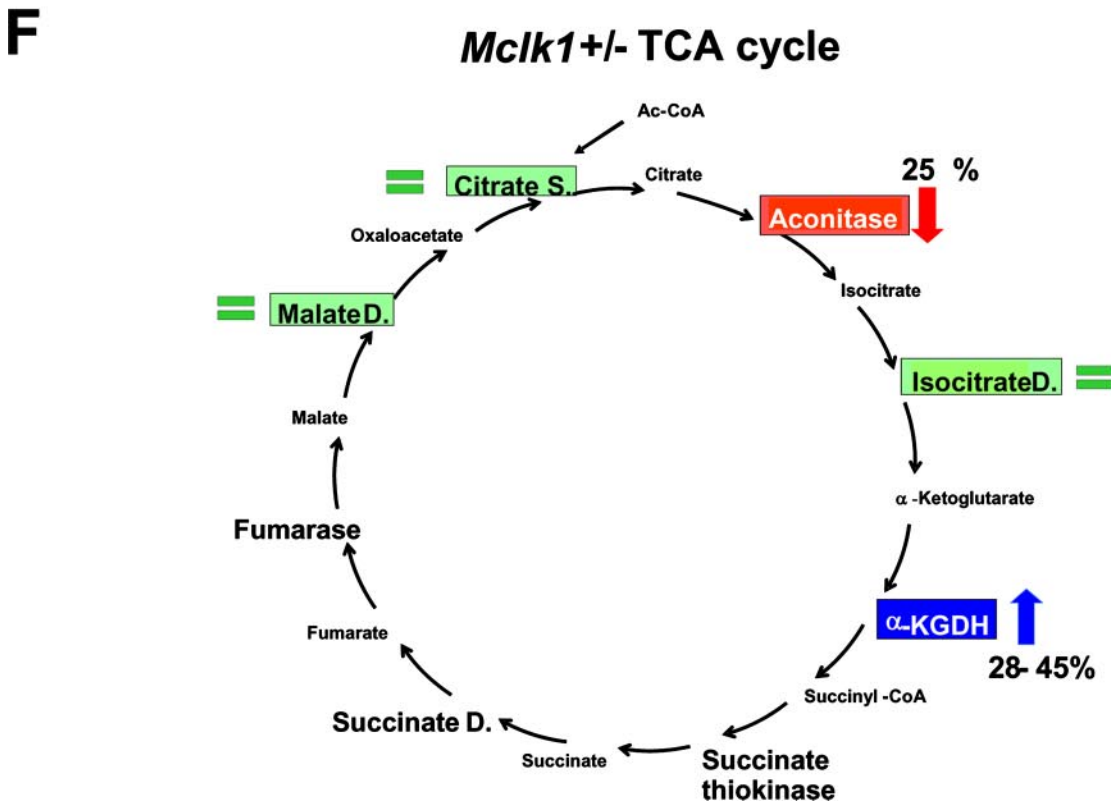 F
Mclk1+/- TCA cycle
Ac-CoA
Citrate S.
Citrate
25 %
Aconitase
Oxaloacetate
Isocitrate
Malate D.
Isocitrate D.
Malate
α -Ketoglutarate
Fumarase
α-KGDH
28- 45%
Fumarate
Succinyl -CoA
Succinate D.
Succinate
Succinate
thiokinase